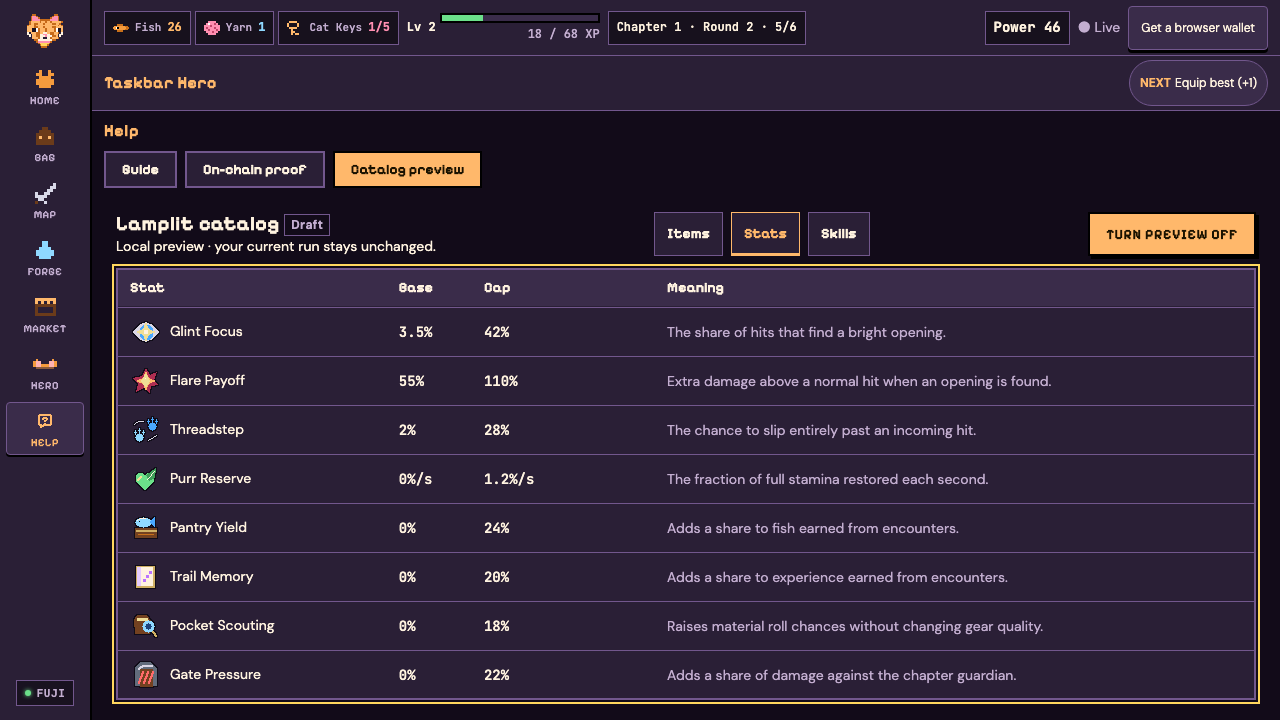 Fish 26
Yarn 1
Cat Keys 1/5
Lv 2
18 / 68 XP
Chapter 1 · Round 2 · 5/6
Power 46
Live
Get a browser wallet
HOME
BAG
MAP
FORGE
MARKET
HERO
HELP
FUJI
Taskbar Hero
NEXT Equip best (+1)
Help
Guide
On-chain proof
Catalog preview
Lamplit catalog Draft
Local preview · your current run stays unchanged.
Items
Stats
Skills
TURN PREVIEW OFF
Stat Base Cap Meaning
Glint Focus 3.5% 42% The share of hits that find a bright opening.
Flare Payoff 55% 110% Extra damage above a normal hit when an opening is found.
Threadstep 2% 28% The chance to slip entirely past an incoming hit.
Purr Reserve 0%/s 1.2%/s The fraction of full stamina restored each second.
Pantry Yield 0% 24% Adds a share to fish earned from encounters.
Trail Memory 0% 20% Adds a share to experience earned from encounters.
Pocket Scouting 0% 18% Raises material roll chances without changing gear quality.
Gate Pressure 0% 22% Adds a share of damage against the chapter guardian.